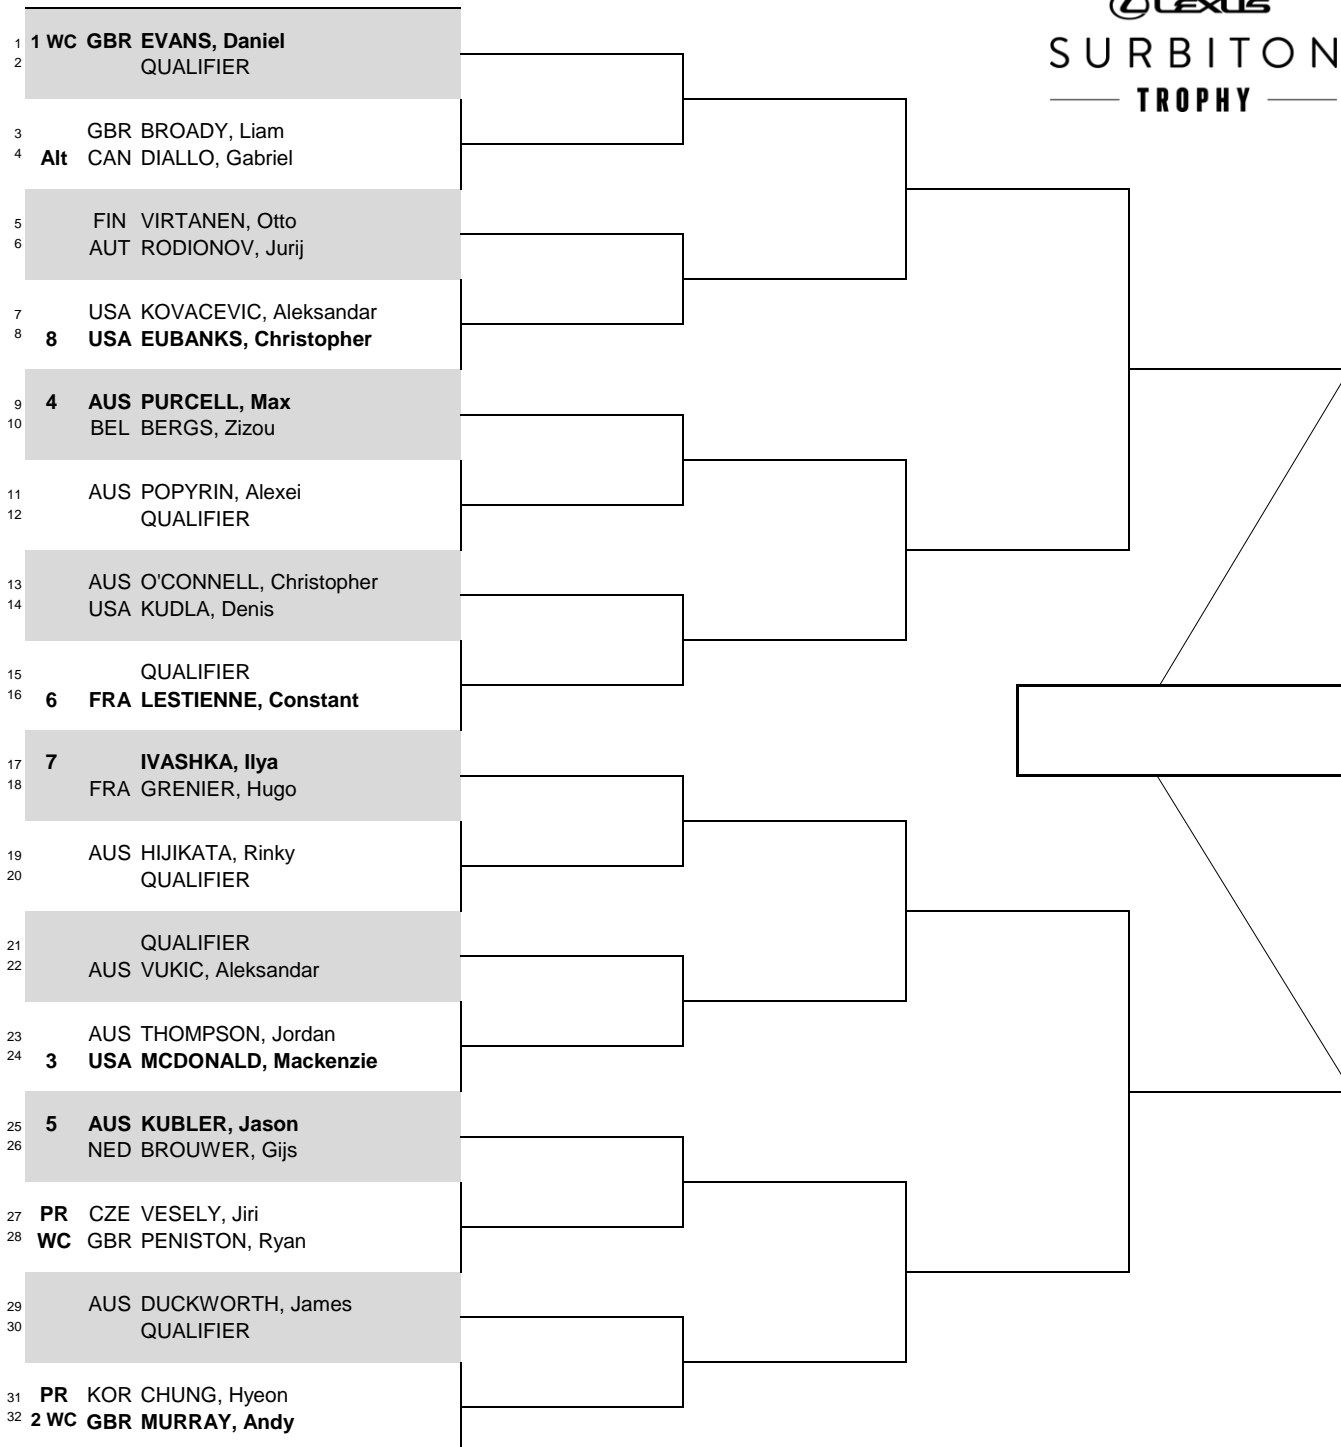 LEXUS
SURBITON
TROPHY
1 1 WC GBR EVANS, Daniel
2 QUALIFIER
3 GBR BROADY, Liam
4 Alt CAN DIALLO, Gabriel
5 FIN VIRTANEN, Otto
6 AUT RODIONOV, Jurij
7 USA KOVACEVIC, Aleksandar
8 8 USA EUBANKS, Christopher
9 4 AUS PURCELL, Max
10 BEL BERGS, Zizou
11 AUS POPYRIN, Alexei
12 QUALIFIER
13 AUS O'CONNELL, Christopher
14 USA KUDLA, Denis
15 QUALIFIER
16 6 FRA LESTIENNE, Constant
17 7 IVASHKA, Ilya
18 FRA GRENIER, Hugo
19 AUS HIJIKATA, Rinky
20 QUALIFIER
21 QUALIFIER
22 AUS VUKIC, Aleksandar
23 AUS THOMPSON, Jordan
24 3 USA MCDONALD, Mackenzie
25 5 AUS KUBLER, Jason
26 NED BROUWER, Gijs
27 PR CZE VESELY, Jiri
28 WC GBR PENISTON, Ryan
29 AUS DUCKWORTH, James
30 QUALIFIER
31 PR KOR CHUNG, Hyeon
32 2 WC GBR MURRAY, Andy